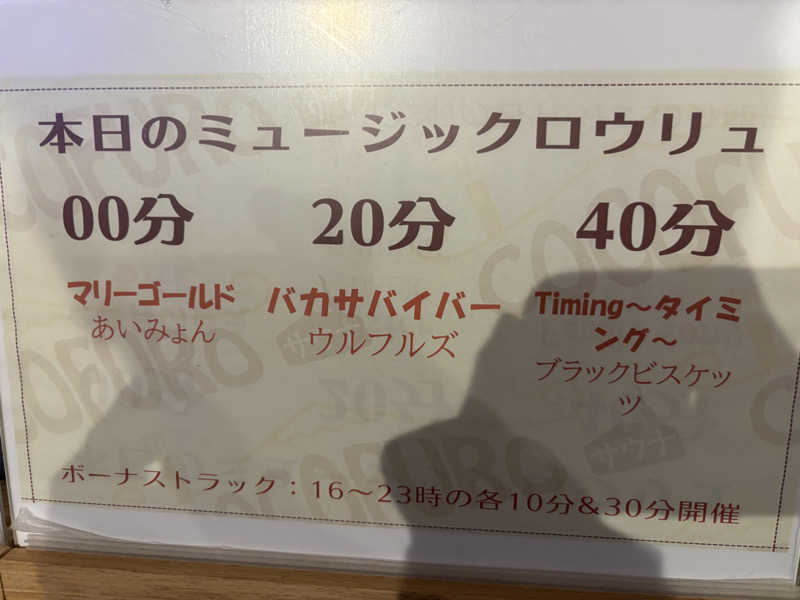 本日のミュージックロウリュ
00分 20分 40分
マリーゴールド
あいみょん
バカサバイバー
ウルフルズ
Timing～タイミ
ング～
ブラックビスケッ
ツ
ボーナストラック：16～23時の各10分&30分開催
COCOFURO
サウナ